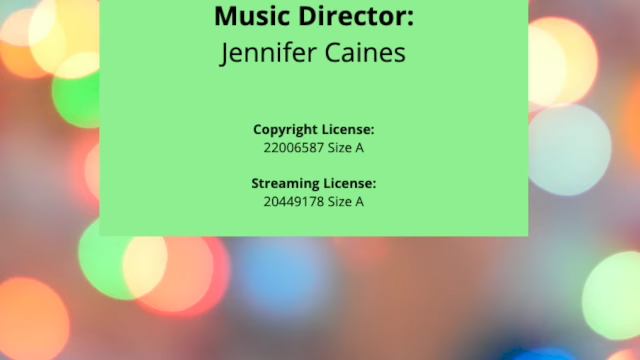 Music Director:
Jennifer Caines
Copyright License:
22006587 Size A
Streaming License:
20449178 Size A